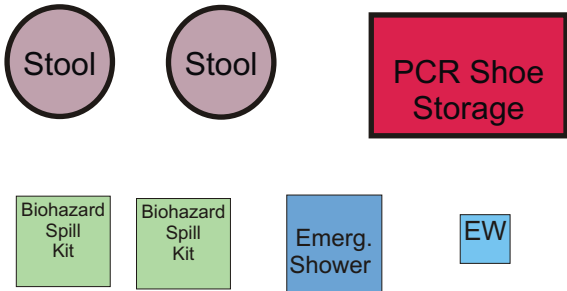 Stool
Stool
PCR Shoe
Storage
Biohazard
Spill
Kit
Biohazard
Spill
Kit
Emerg.
Shower
EW